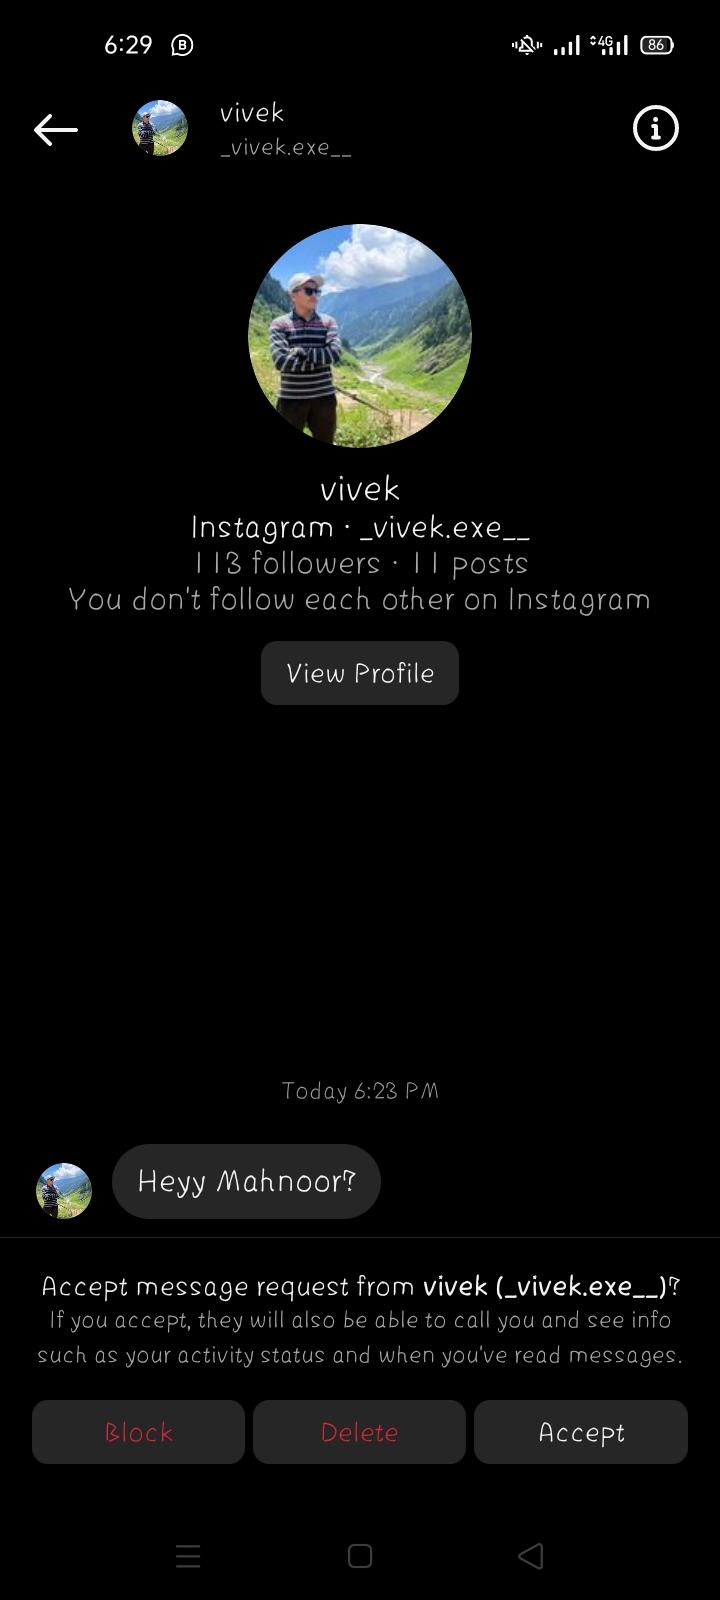 6:29
4G
86
vivek
_vivek.exe__
vivek
Instagram · _vivek.exe__
113 followers · 11 posts
You don't follow each other on Instagram
View Profile
Today 6:23 PM
Heyy Mahnoor?
Accept message request from vivek (_vivek.exe__)?
If you accept, they will also be able to call you and see info
such as your activity status and when you've read messages.
Block
Delete
Accept